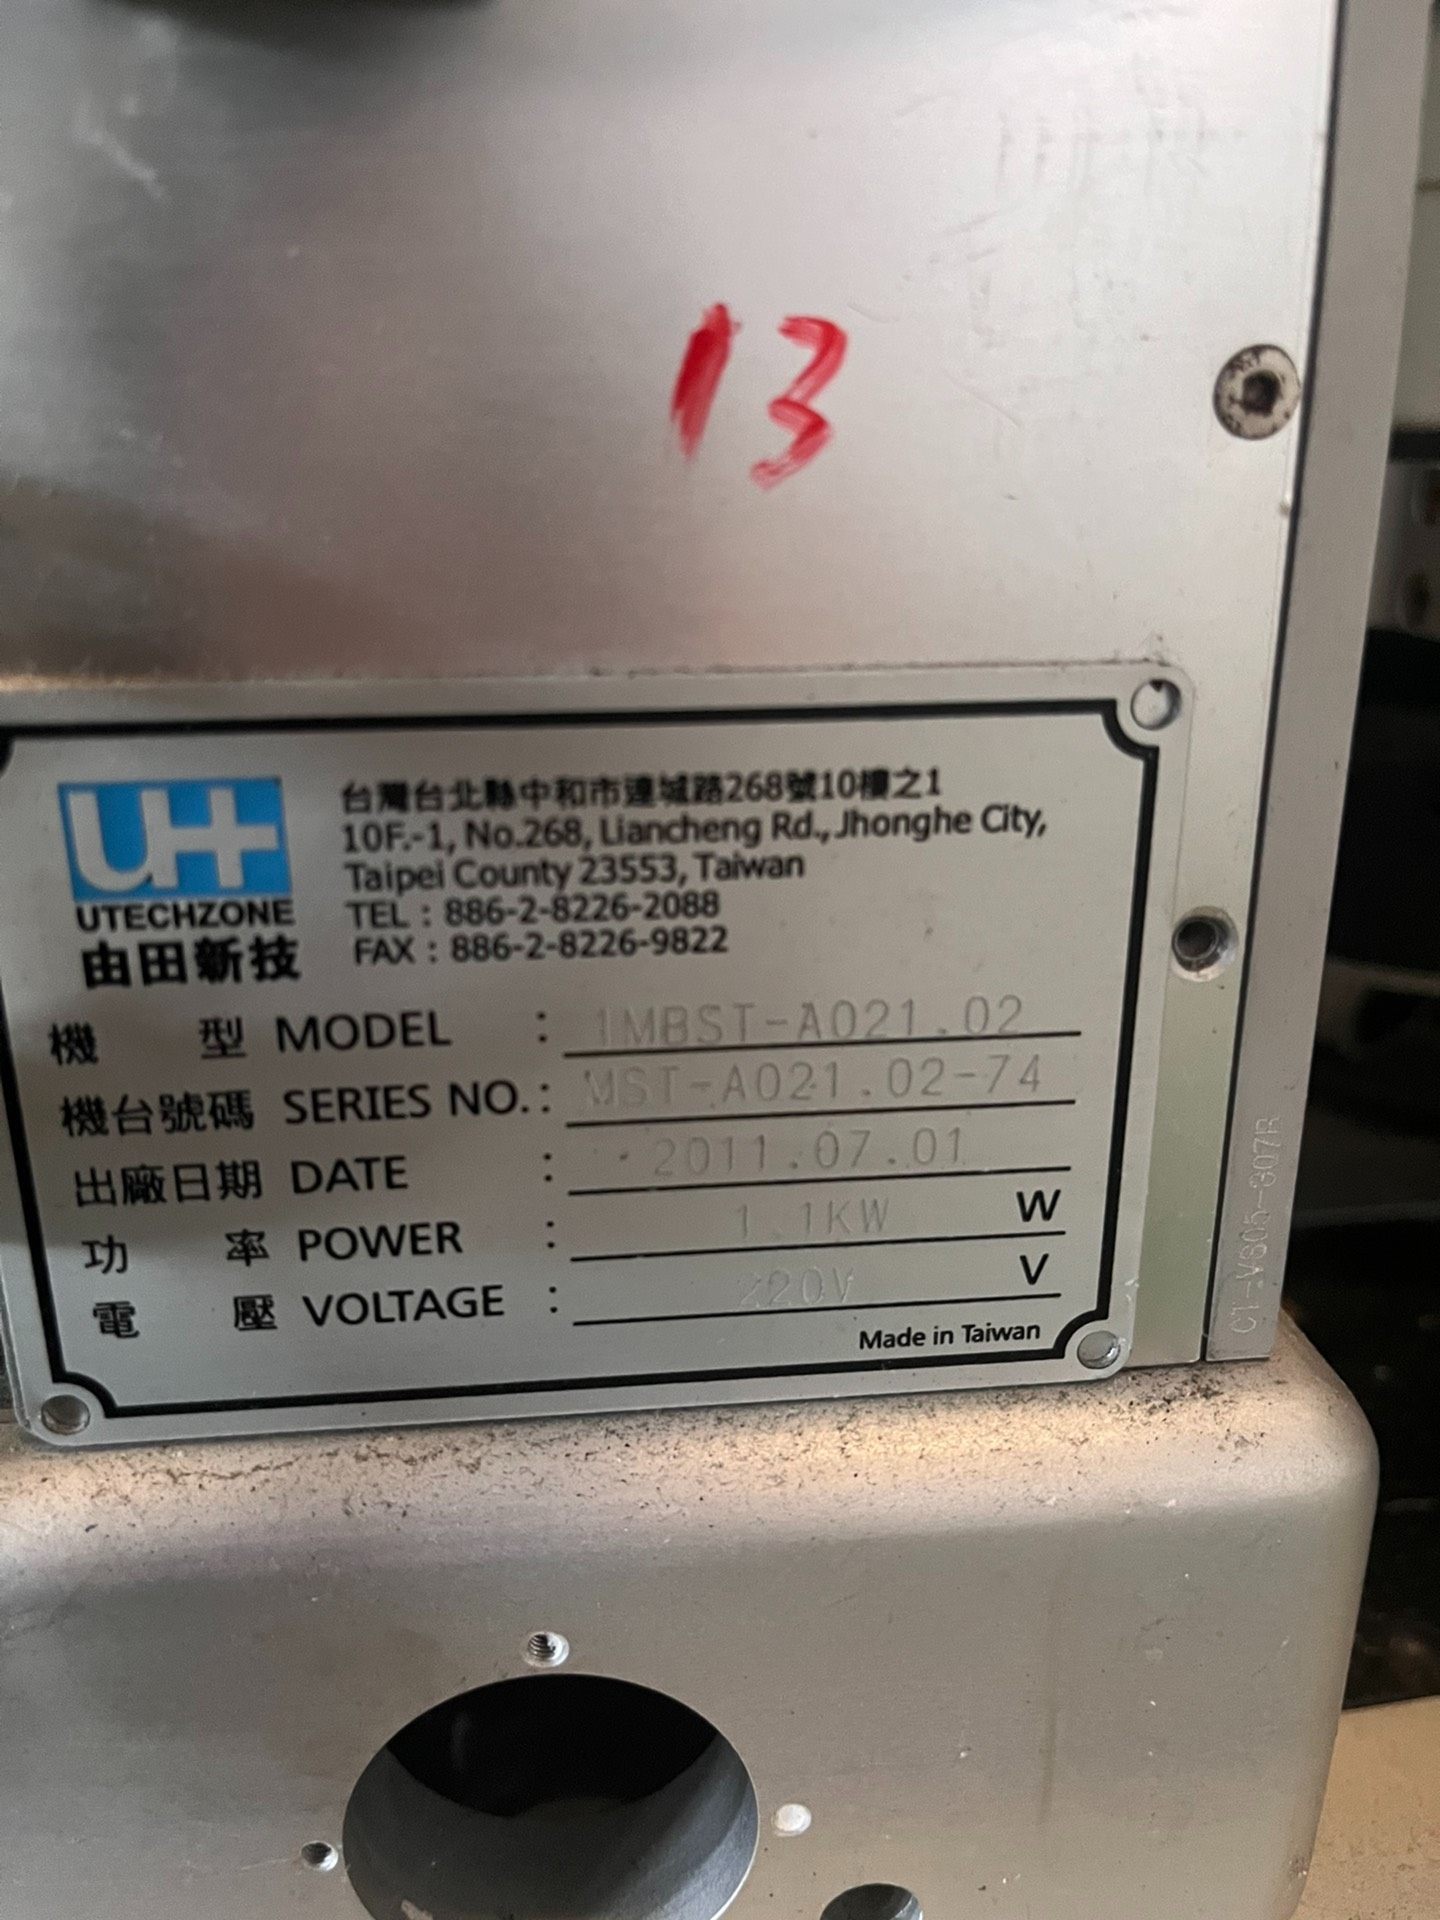 13
UTECHZONE
由田新技
台灣台北縣中和市連城路268號10樓之1
10F.-1, No.268, Liancheng Rd., Jhonghe City,
Taipei County 23553, Taiwan
TEL : 886-2-8226-2088
FAX : 886-2-8226-9822
機型 MODEL : 1MBST-A021.02
機台號碼 SERIES NO. : MST-A021.02-74
出廠日期 DATE : 2011.07.01
功率 POWER : 1.1KW W
電壓 VOLTAGE : 220V V
Made in Taiwan